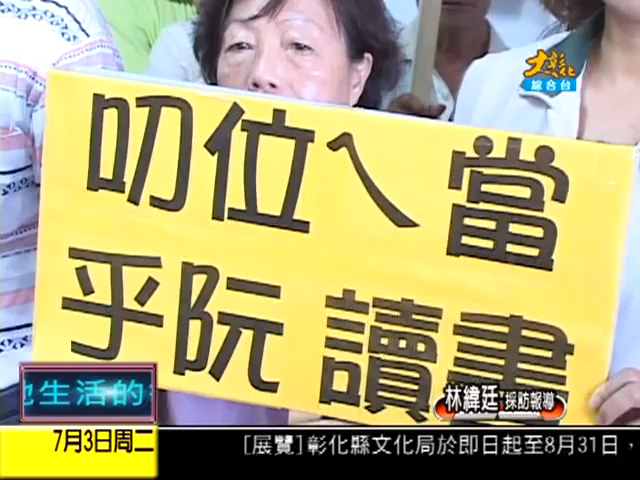 大彰化
綜合台
叨位ㄟ當
乎阮讀書
林緯廷 採訪報導
生活的
7月3日周二
[展覽]彰化縣文化局於即日起至8月31日，